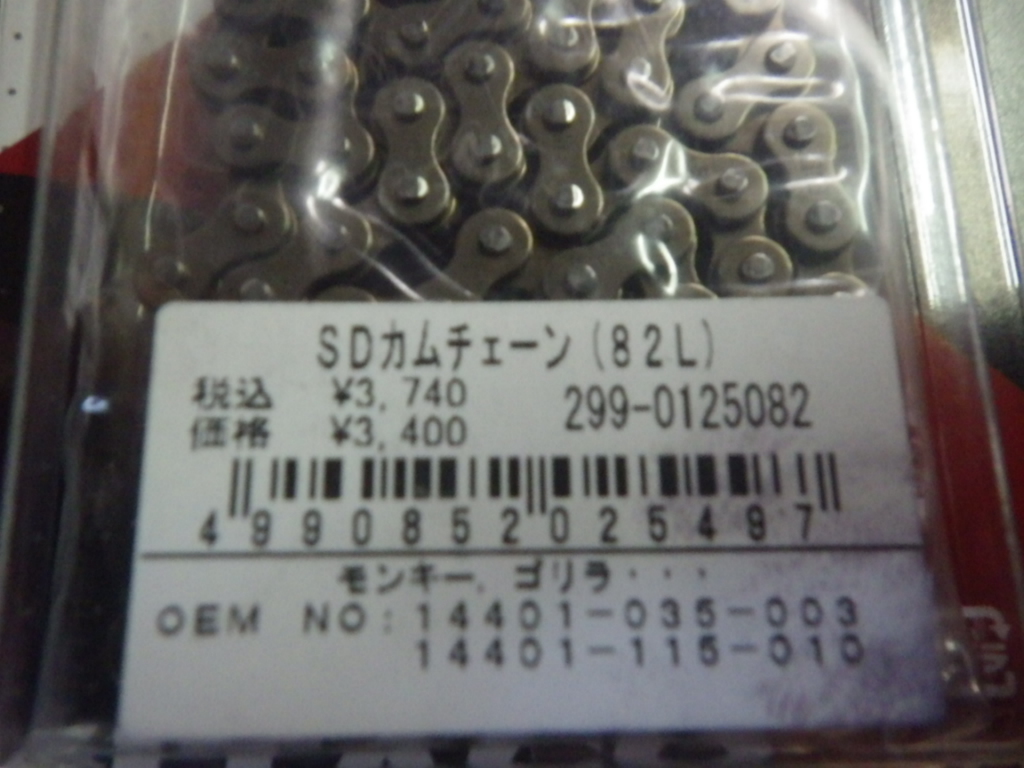 SDカムチェーン(82L)
税込 ¥3,740
価格 ¥3,400
299-0125082
4990852025497
モンキー, ゴリラ・・・
OEM NO:14401-035-003
14401-115-010